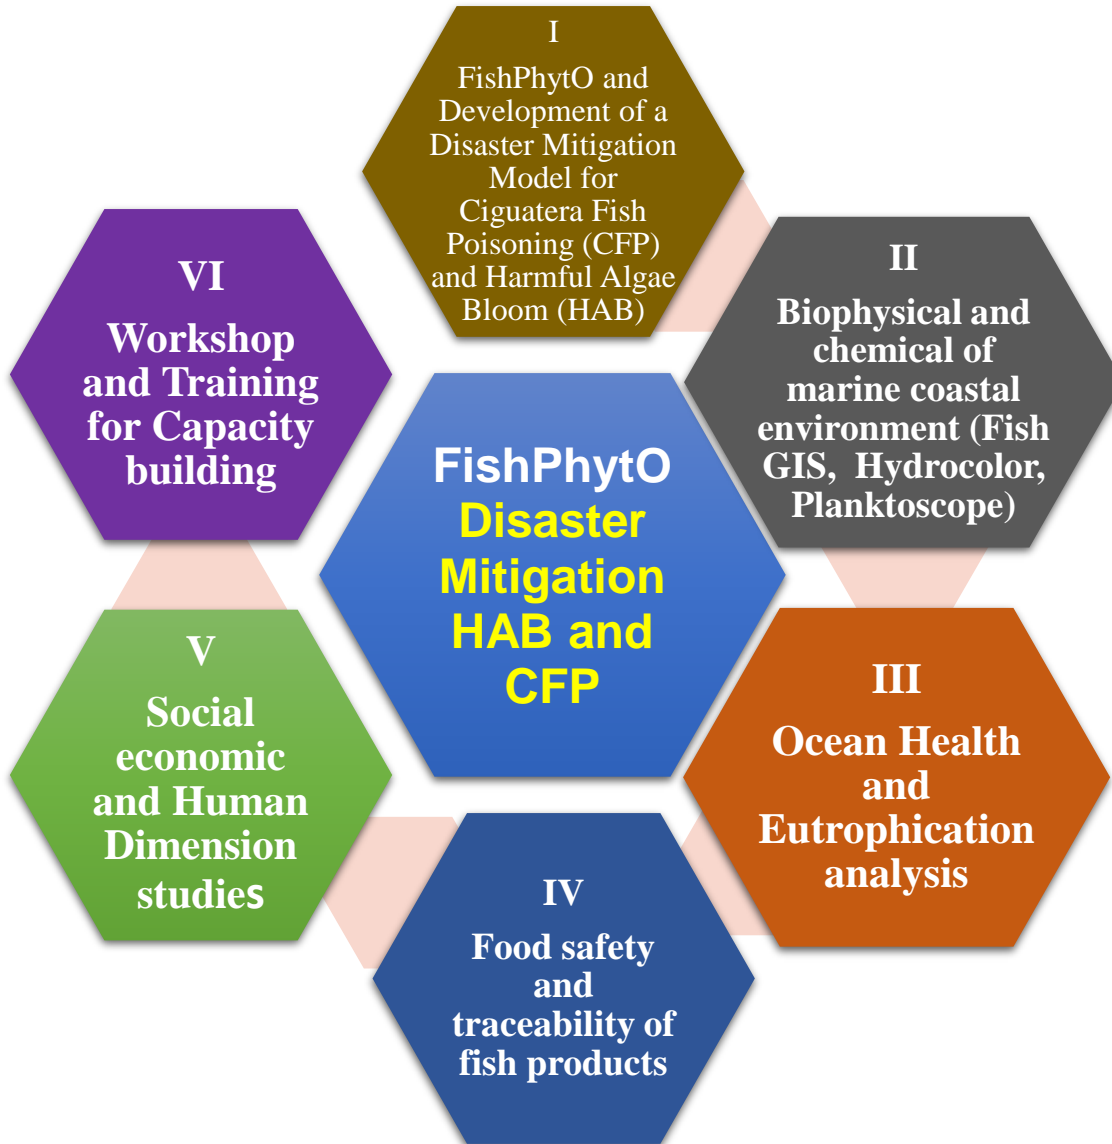 I
FishPhytO and
Development of a
Disaster Mitigation
Model for
Ciguatera Fish
Poisoning (CFP)
and Harmful Algae
Bloom (HAB)
II
Biophysical and
chemical of
marine coastal
environment (Fish
GIS, Hydrocolor,
Planktoscope)
III
Ocean Health
and
Eutrophication
analysis
IV
Food safety
and
traceability of
fish products
V
Social
economic
and Human
Dimension
studies
VI
Workshop
and Training
for Capacity
building
FishPhytO
Disaster
Mitigation
HAB and
CFP